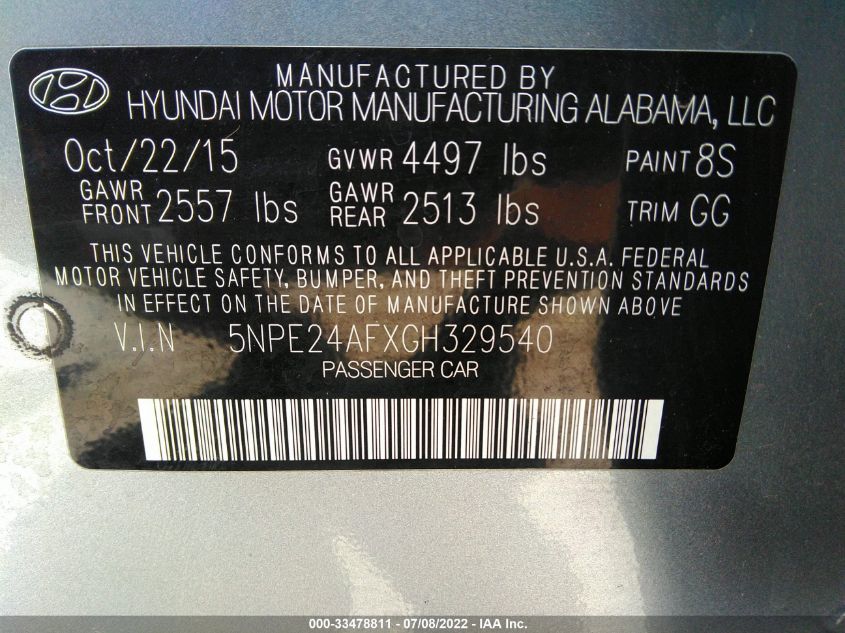 MANUFACTURED BY
HYUNDAI MOTOR MANUFACTURING ALABAMA, LLC
Oct/22/15 GVWR 4497 lbs PAINT 8S
GAWR FRONT 2557 lbs GAWR REAR 2513 lbs TRIM GG
THIS VEHICLE CONFORMS TO ALL APPLICABLE U.S.A. FEDERAL
MOTOR VEHICLE SAFETY, BUMPER, AND THEFT PREVENTION STANDARDS
IN EFFECT ON THE DATE OF MANUFACTURE SHOWN ABOVE
V.I.N 5NPE24AFXGH329540
PASSENGER CAR
000-33478811 - 07/08/2022 - IAA Inc.